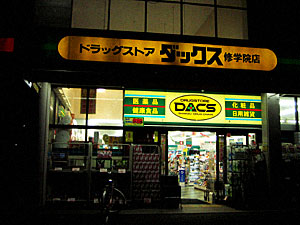 ドラッグストア ダックス 修学院店
医薬品
健康食品
DRUGSTORE
DACS
化粧品
日用雑貨